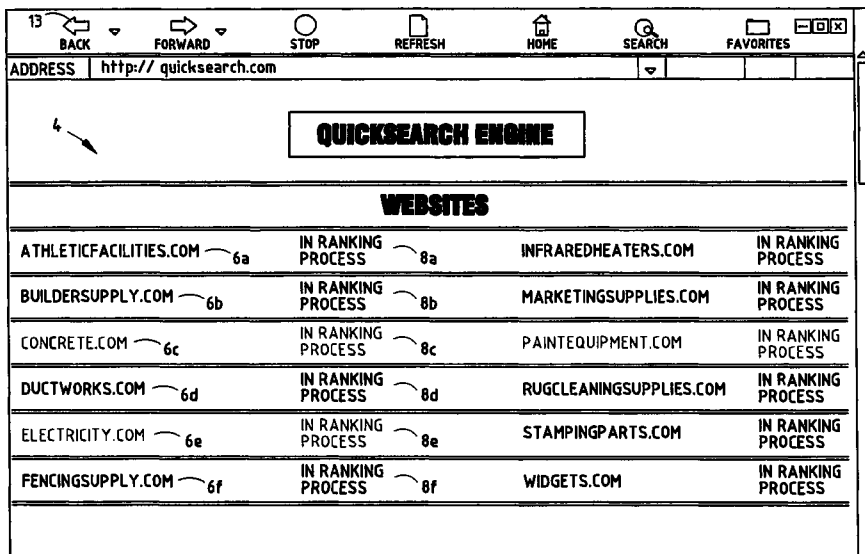 13
BACK FORWARD STOP REFRESH HOME SEARCH FAVORITES
ADDRESS http:// quicksearch.com
4
QUICKSEARCH ENGINE
WEBSITES
ATHLETICFACILITIES.COM 6a IN RANKING PROCESS 8a INFRAREDHEATERS.COM IN RANKING PROCESS
BUILDERSUPPLY.COM 6b IN RANKING PROCESS 8b MARKETINGSUPPLIES.COM IN RANKING PROCESS
CONCRETE.COM 6c IN RANKING PROCESS 8c PAINTEQUIPMENT.COM IN RANKING PROCESS
DUCTWORKS.COM 6d IN RANKING PROCESS 8d RUGCLEANINGSUPPLIES.COM IN RANKING PROCESS
ELECTRICITY.COM 6e IN RANKING PROCESS 8e STAMPINGPARTS.COM IN RANKING PROCESS
FENCINGSUPPLY.COM 6f IN RANKING PROCESS 8f WIDGETS.COM IN RANKING PROCESS